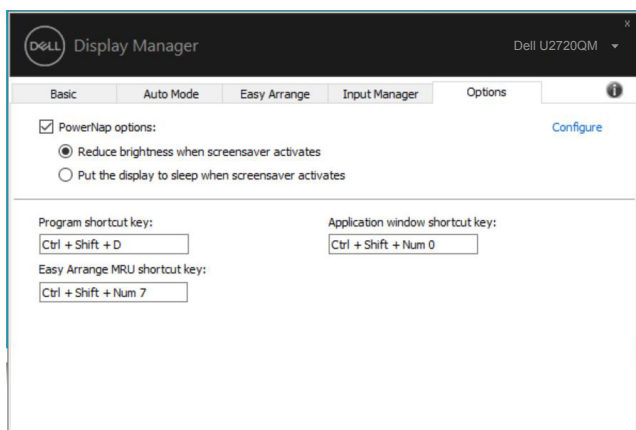 DELL Display Manager
x
Dell U2720QM
Basic Auto Mode Easy Arrange Input Manager Options
PowerNap options:
Configure
Reduce brightness when screensaver activates
Put the display to sleep when screensaver activates
Program shortcut key:
Application window shortcut key:
Ctrl + Shift + D
Ctrl + Shift + Num 0
Easy Arrange MRU shortcut key:
Ctrl + Shift + Num 7